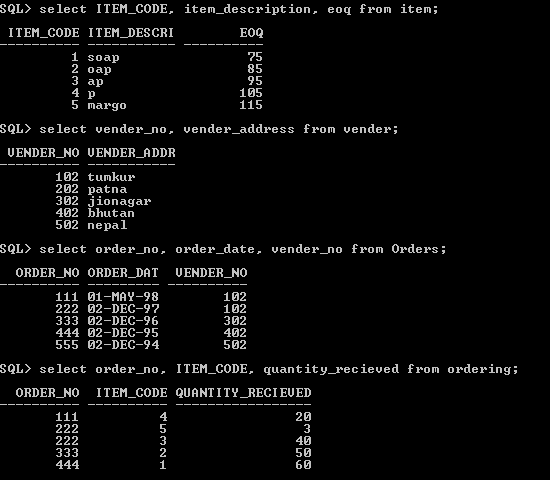 SQL> select ITEM_CODE, item_description, eoq from item;
ITEM_CODE ITEM_DESCRI        EOQ
---------- ----------- ----------
         1 soap                75
         2 oap                 85
         3 ap                  95
         4 p                  105
         5 margo              115
SQL> select vender_no, vender_address from vender;
 VENDER_NO VENDER_ADDR
---------- -----------
       102 tumkur
       202 patna
       302 jionagar
       402 bhutan
       502 nepal
SQL> select order_no, order_date, vender_no from Orders;
  ORDER_NO ORDER_DAT  VENDER_NO
---------- --------- ----------
       111 01-MAY-98        102
       222 02-DEC-97        102
       333 02-DEC-96        302
       444 02-DEC-95        402
       555 02-DEC-94        502
SQL> select order_no, ITEM_CODE, quantity_recieved from ordering;
  ORDER_NO  ITEM_CODE QUANTITY_RECIEVED
---------- ---------- -----------------
       111          4                20
       222          5                 3
       222          3                40
       333          2                50
       444          1                60